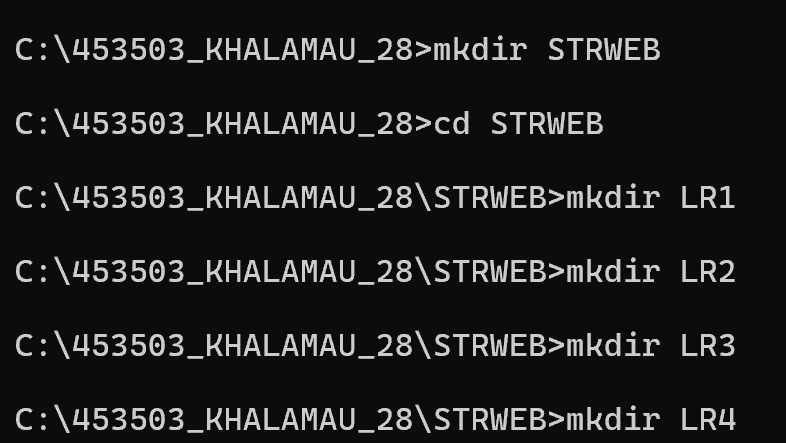 C:\453503_KHALAMAU_28>mkdir STRWEB
C:\453503_KHALAMAU_28>cd STRWEB
C:\453503_KHALAMAU_28\STRWEB>mkdir LR1
C:\453503_KHALAMAU_28\STRWEB>mkdir LR2
C:\453503_KHALAMAU_28\STRWEB>mkdir LR3
C:\453503_KHALAMAU_28\STRWEB>mkdir LR4